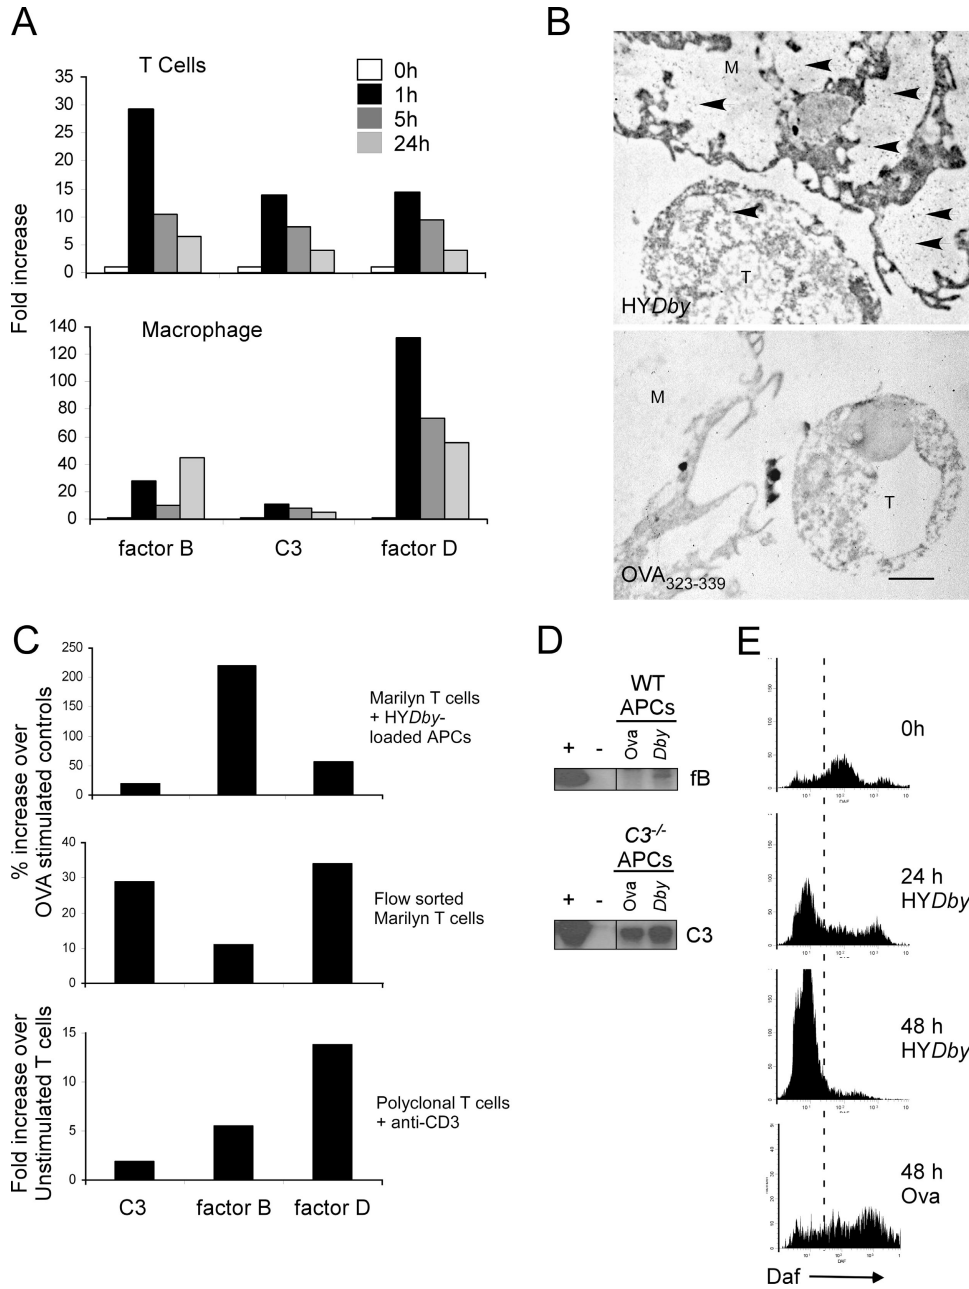 A
T Cells
0h
1h
5h
24h
35
30
25
20
15
10
5
0
Fold increase
Macrophage
140
120
100
80
60
40
20
0
factor B C3 factor D
B
M
T
HYDby
M
T
OVA323-339
C
% increase over
OVA stimulated controls
250
200
150
100
50
0
Marilyn T cells
+ HYDby-
loaded APCs
40
30
20
10
0
Flow sorted
Marilyn T cells
Fold increase over
Unstimulated T cells
15
10
5
0
Polyclonal T cells
+ anti-CD3
C3 factor B factor D
D
WT
APCs
+ - Ova Dby
fB
C3-/-
APCs
+ - Ova Dby
C3
E
0h
24 h
HYDby
48 h
HYDby
48 h
Ova
Daf